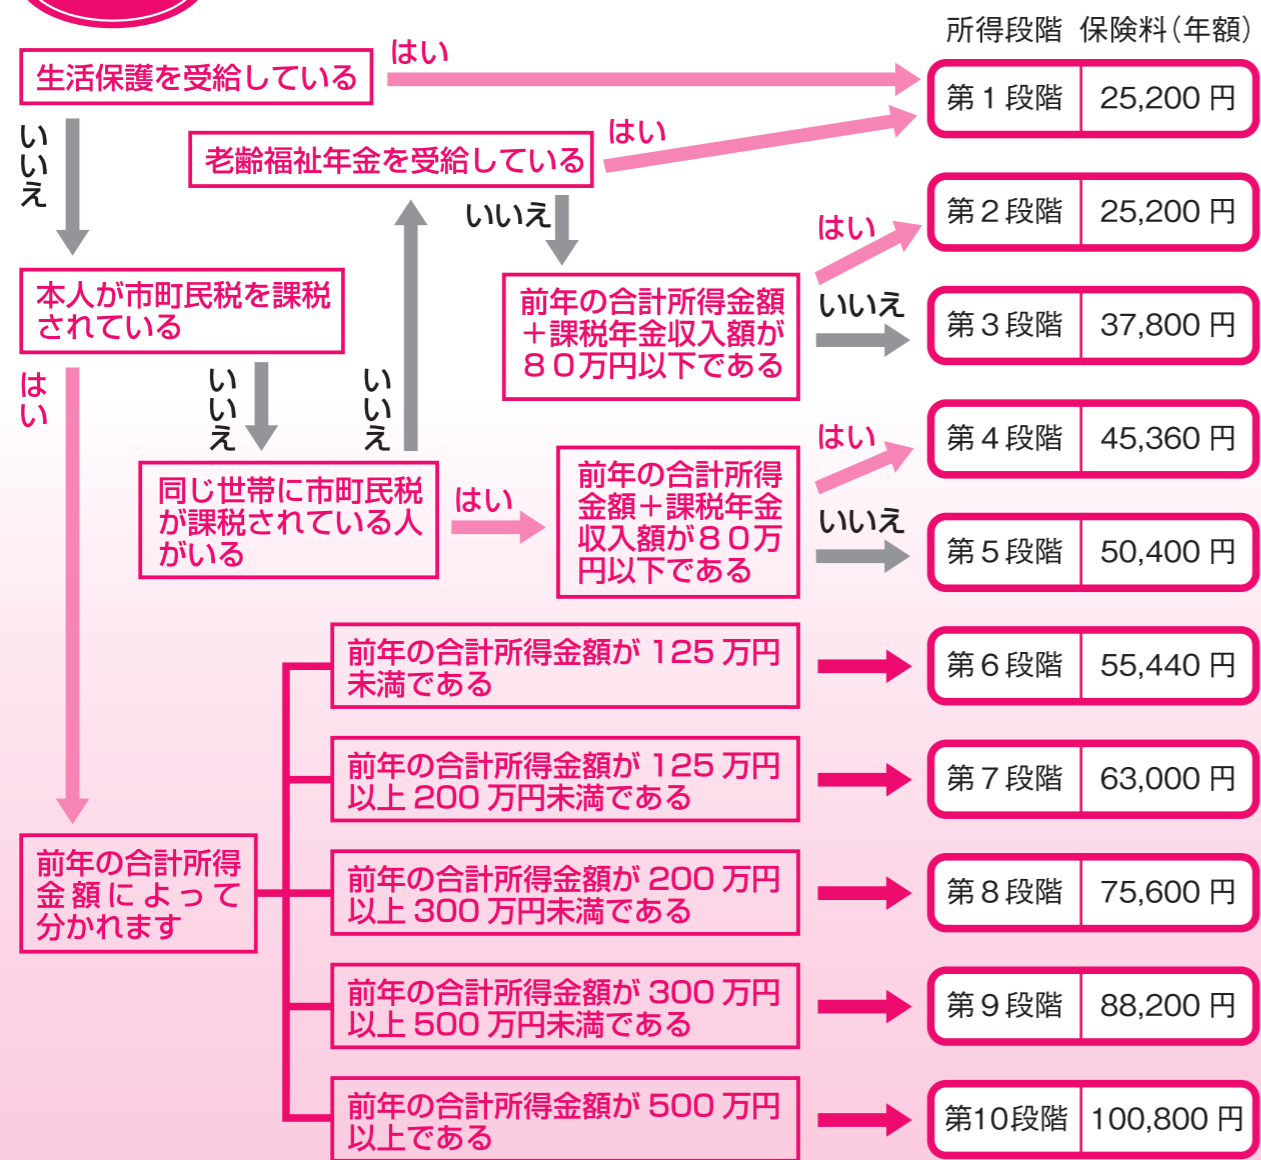 所得段階 保険料(年額)
生活保護を受給している
はい
第1段階 25,200 円
いいえ
老齢福祉年金を受給している
はい
いいえ
はい
第2段階 25,200 円
本人が市町民税を課税
されている
前年の合計所得金額
+課税年金収入額が
80万円以下である
いいえ
第3段階 37,800 円
はい
いいえ
いいえ
同じ世帯に市町民税
が課税されている人
がいる
はい
前年の合計所得
金額+課税年金
収入額が80万
円以下である
はい
第4段階 45,360 円
いいえ
第5段階 50,400 円
前年の合計所得金額が 125 万円
未満である
第6段階 55,440 円
前年の合計所得金額が 125 万円
以上 200 万円未満である
第7段階 63,000 円
前年の合計所得
金額によって
分かれます
前年の合計所得金額が 200 万円
以上 300 万円未満である
第8段階 75,600 円
前年の合計所得金額が 300 万円
以上 500 万円未満である
第9段階 88,200 円
前年の合計所得金額が 500 万円
以上である
第10段階 100,800 円